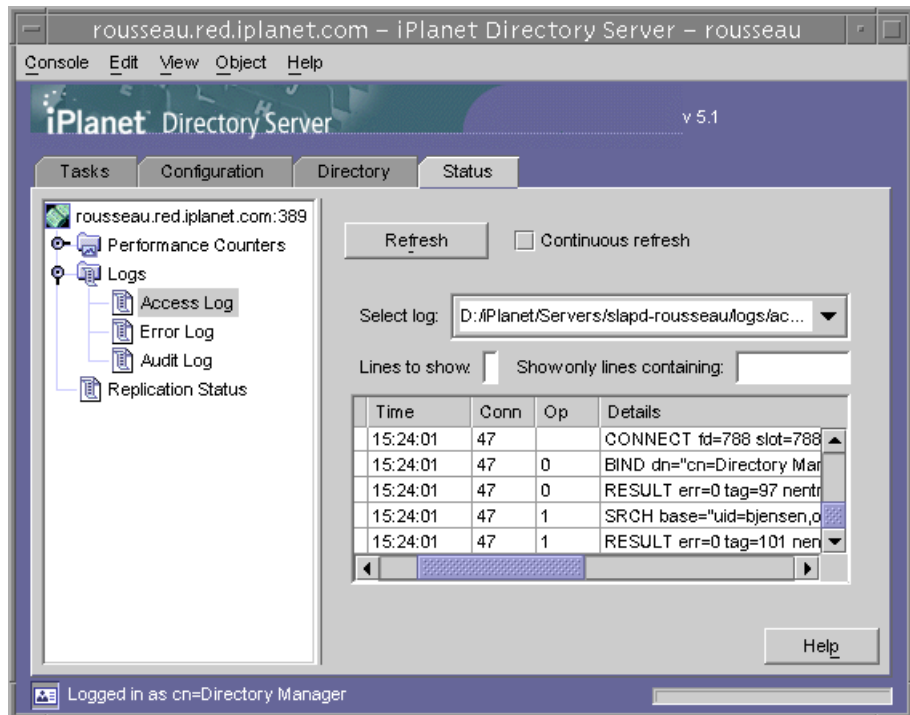 rousseau.red.iplanet.com – iPlanet Directory Server – rousseau
Console Edit View Object Help
iPlanet Directory Server
v 5.1
Tasks Configuration Directory Status
rousseau.red.iplanet.com:389
Performance Counters
Logs
Access Log
Error Log
Audit Log
Replication Status
Refresh Continuous refresh
Select log: D:/iPlanet/Servers/slapd-rousseau/logs/ac...
Lines to show: Show only lines containing:
Time Conn Op Details
15:24:01 47 CONNECT fd=788 slot=788
15:24:01 47 0 BIND dn="cn=Directory Mar
15:24:01 47 0 RESULT err=0 tag=97 nentr
15:24:01 47 1 SRCH base="uid=bjensen,o
15:24:01 47 1 RESULT err=0 tag=101 nen
Help
Logged in as cn=Directory Manager